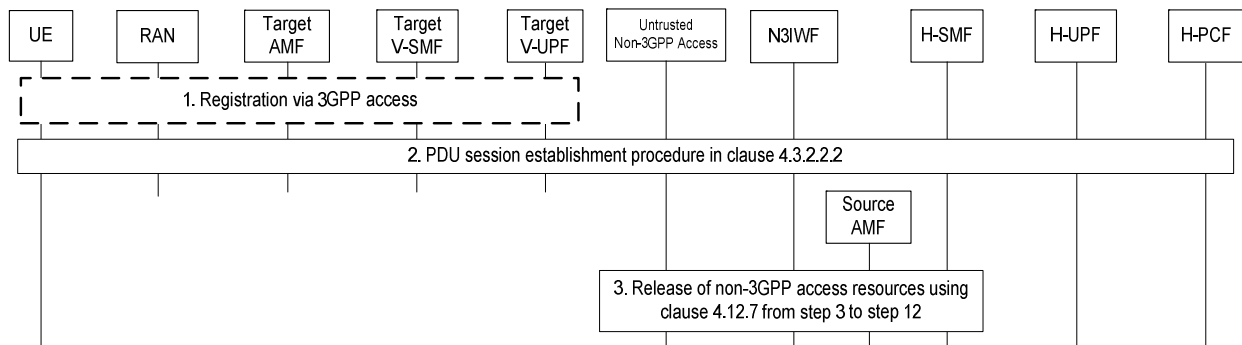 UE
RAN
Target
AMF
Target
V-SMF
Target
V-UPF
Untrusted
Non-3GPP Access
N3IWF
H-SMF
H-UPF
H-PCF
1. Registration via 3GPP access
2. PDU session establishment procedure in clause 4.3.2.2.2
Source
AMF
3. Release of non-3GPP access resources using
clause 4.12.7 from step 3 to step 12